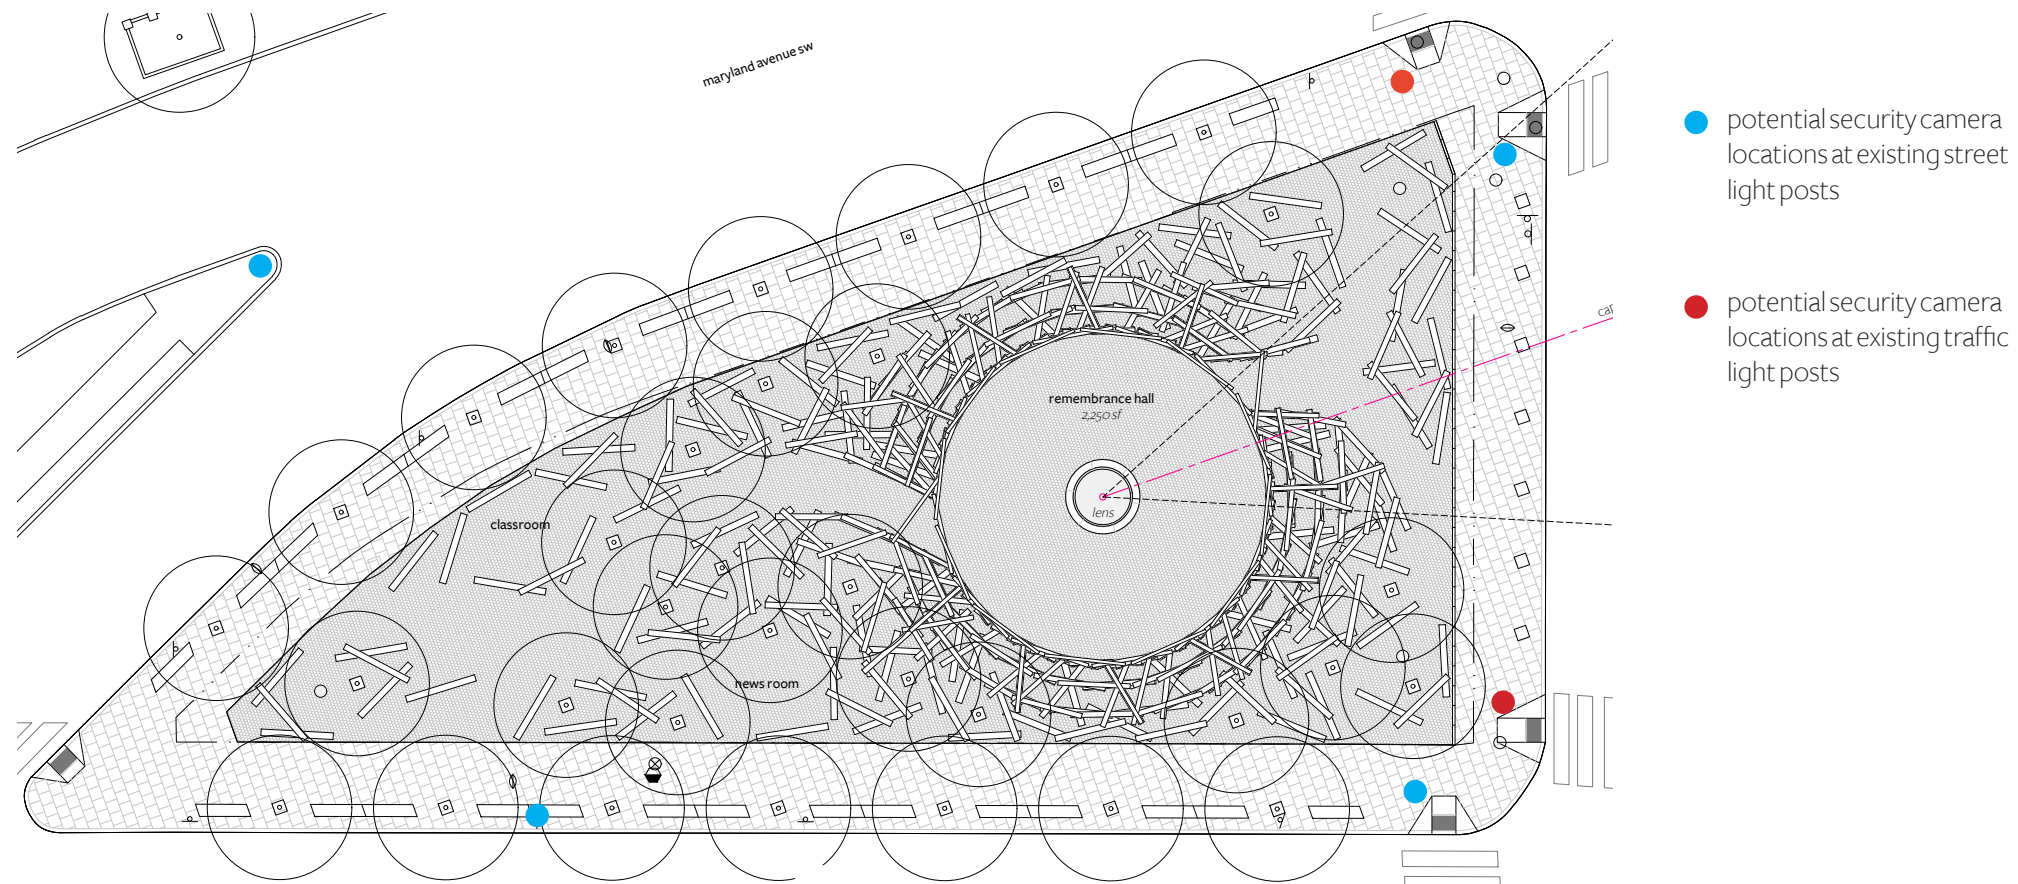 maryland avenue sw
potential security camera
locations at existing street
light posts
potential security camera
locations at existing traffic
light posts
remembrance hall
2,250 sf
lens
classroom
news room